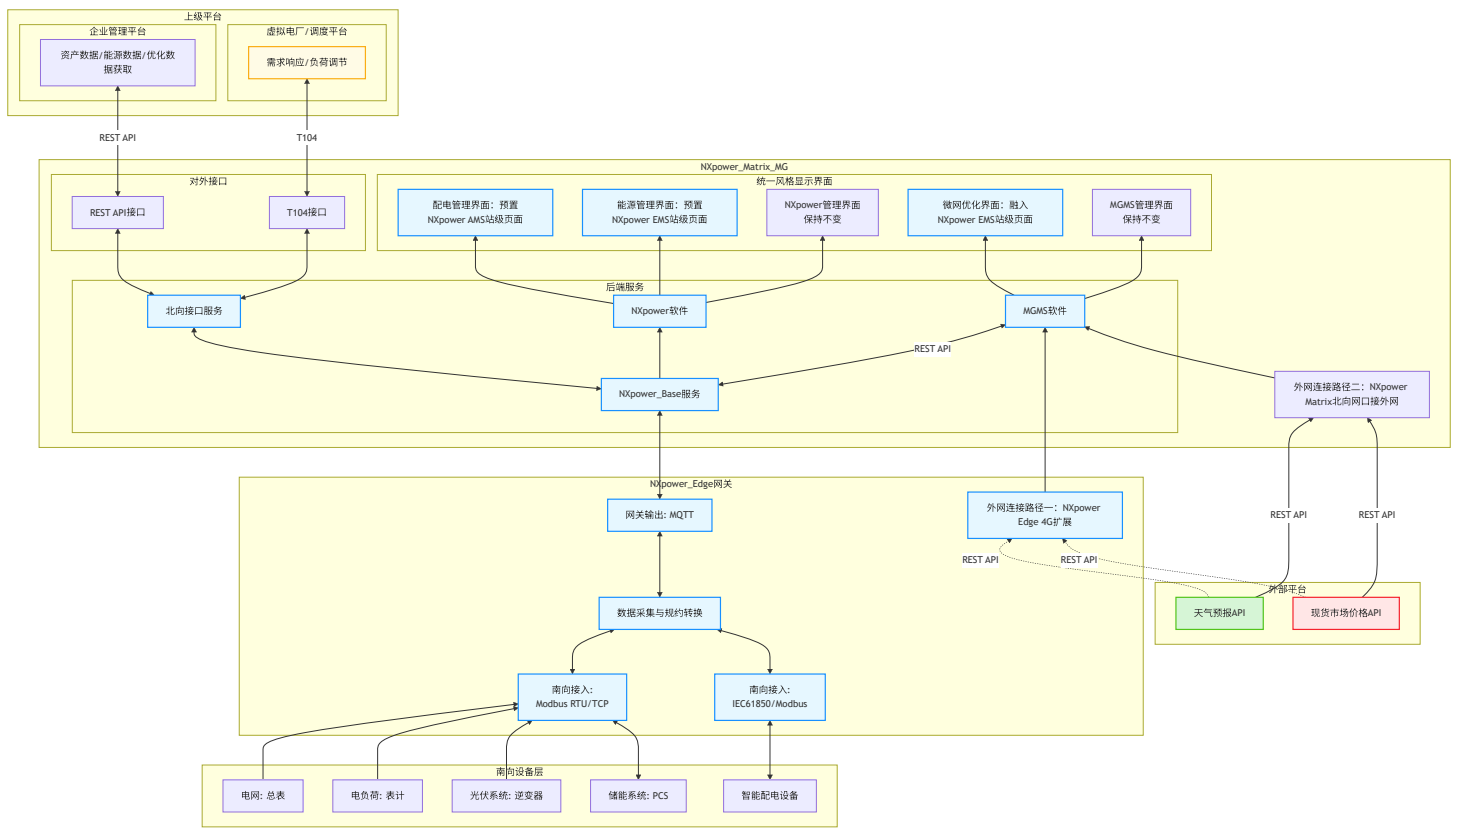 上级平台
企业管理平台
虚拟电厂/调度平台
资产数据/能源数据/优化数
据获取
需求响应/负荷调节
REST API
T104
NXpower_Matrix_MG
对外接口
统一风格显示界面
REST API接口
T104接口
配电管理界面: 预置
NXpower AMS站级页面
能源管理界面: 预置
NXpower EMS站级页面
NXpower管理界面
保持不变
微网优化界面: 融入
NXpower EMS站级页面
MGMS管理界面
保持不变
后端服务
北向接口服务
NXpower软件
MGMS软件
REST API
NXpower_Base服务
外网连接路径二: NXpower
Matrix北向网口接外网
NXpower_Edge网关
网关输出: MQTT
外网连接路径一: NXpower
Edge 4G扩展
REST API
REST API
REST API
REST API
外部平台
天气预报API
现货市场价格API
数据采集与规约转换
南向接入:
Modbus RTU/TCP
南向接入:
IEC61850/Modbus
南向设备层
电网: 总表
电负荷: 表计
光伏系统: 逆变器
储能系统: PCS
智能配电设备